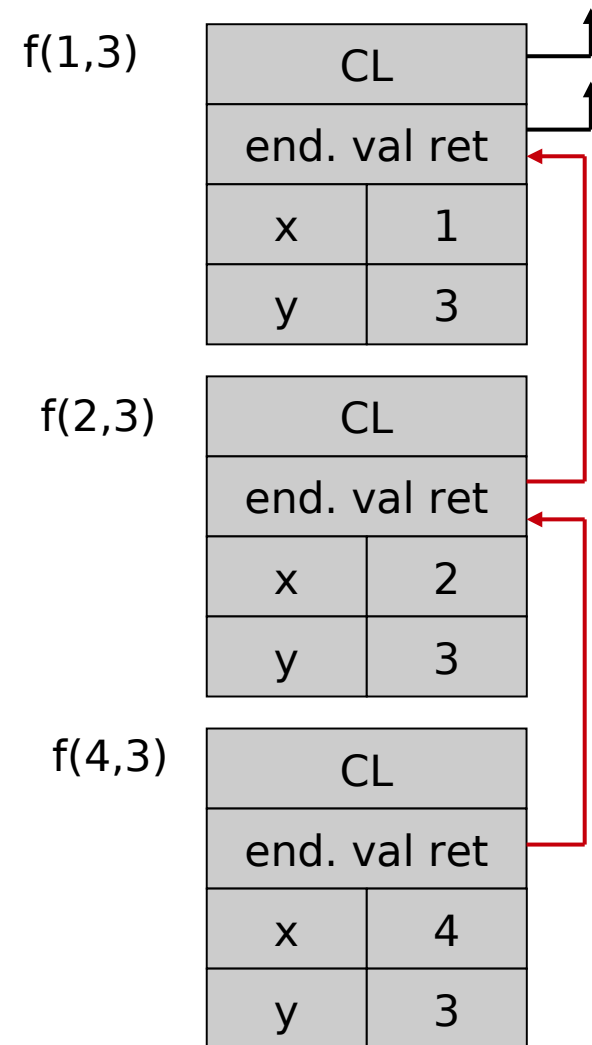 f(1,3)
CL
end. val ret
x 1
y 3
f(2,3)
CL
end. val ret
x 2
y 3
f(4,3)
CL
end. val ret
x 4
y 3